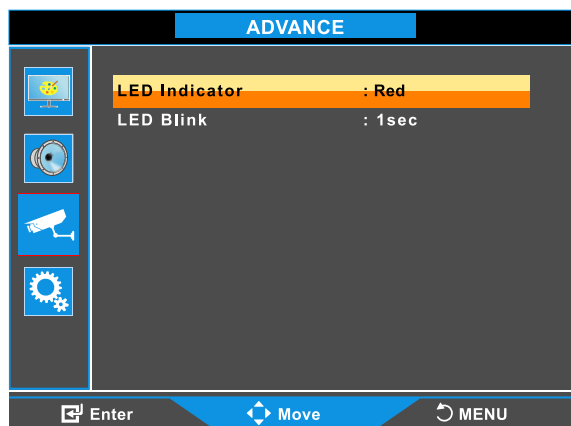 ADVANCE
LED Indicator : Red
LED Blink : 1sec
Enter Move MENU